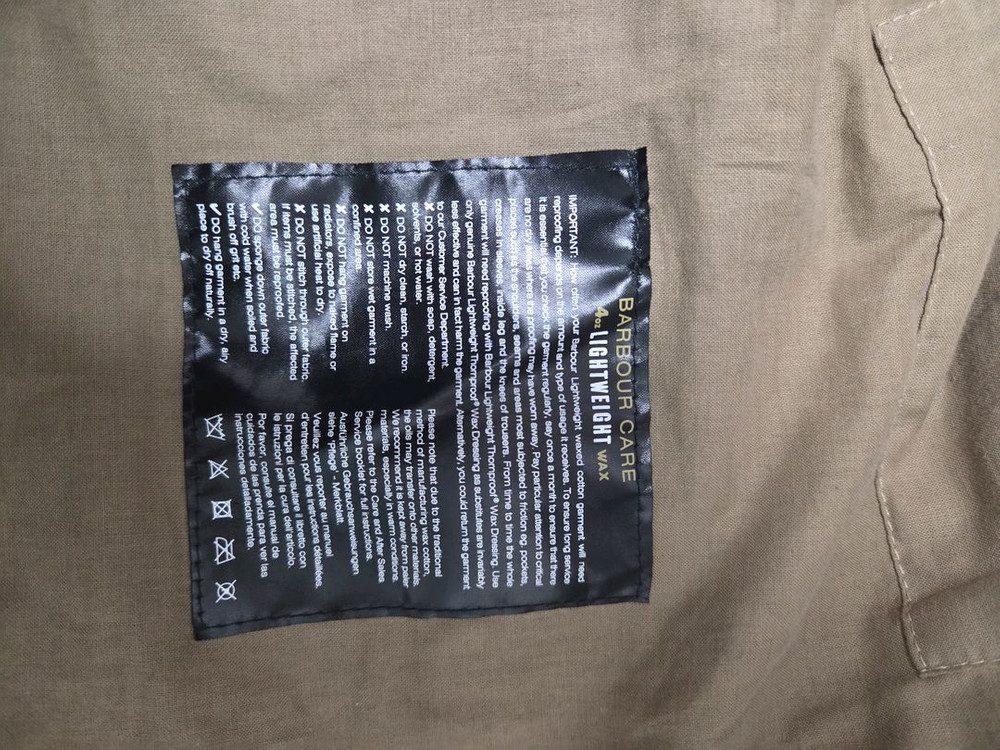 BARBOUR CARE
4oz LIGHTWEIGHT WAX
IMPORTANT: How often your Barbour Lightweight waxed cotton garment will need
reproofing depends on the amount and type of usage it receives. To ensure long service
it is essential that you check the garment regularly, say once a month to ensure that there
are no dry areas where the proofing may have worn away. Pay particular attention to critical
places such as the shoulders, seams and areas most subjected to friction eg. pockets,
creases in sleeve, inside leg and the knees of trousers. From time to time the whole
garment will need reproofing with Barbour Lightweight Thornproof® Wax Dressing. Use
only genuine Barbour Lightweight Thornproof® Wax Dressing as substitutes are invariably
less effective and can in fact harm the garment. Alternatively, you could return the garment
to our Customer Service Department.
✘ DO NOT wash with soap, detergent,
solvents, or hot water.
✘ DO NOT dry clean, starch, or iron.
✘ DO NOT machine wash.
✘ DO NOT store wet garment in a
confined area.
✘ DO NOT hang garment on
radiators, expose to naked flame or
use artificial heat to dry.
✘ DO NOT stitch through outer fabric.
If items must be stitched, the affected
area must be reproofed.
✔ DO sponge down outer fabric
with cold water when soiled and
brush off grit etc.
✔ DO hang garment in a dry, airy
place to dry off naturally.
Please note that due to the traditional
method of manufacturing wax cotton,
the oils may transfer onto other materials.
We recommend it is kept away from paler
materials, especially in warm conditions.
Please refer to the Care and After Sales
Service booklet for full instructions.
Ausführliche Gebrauchsanweisungen
siehe 'Pflege' - Merkblatt.
Veuillez vous reporter au manuel
d'entretien pour les instructions détaillées.
Si prega di consultare il libretto con
le istruzioni per la cura dell'articolo.
Por favor, consulte el manual de
cuidados de las prenda para ver las
instrucciones detalladamente.